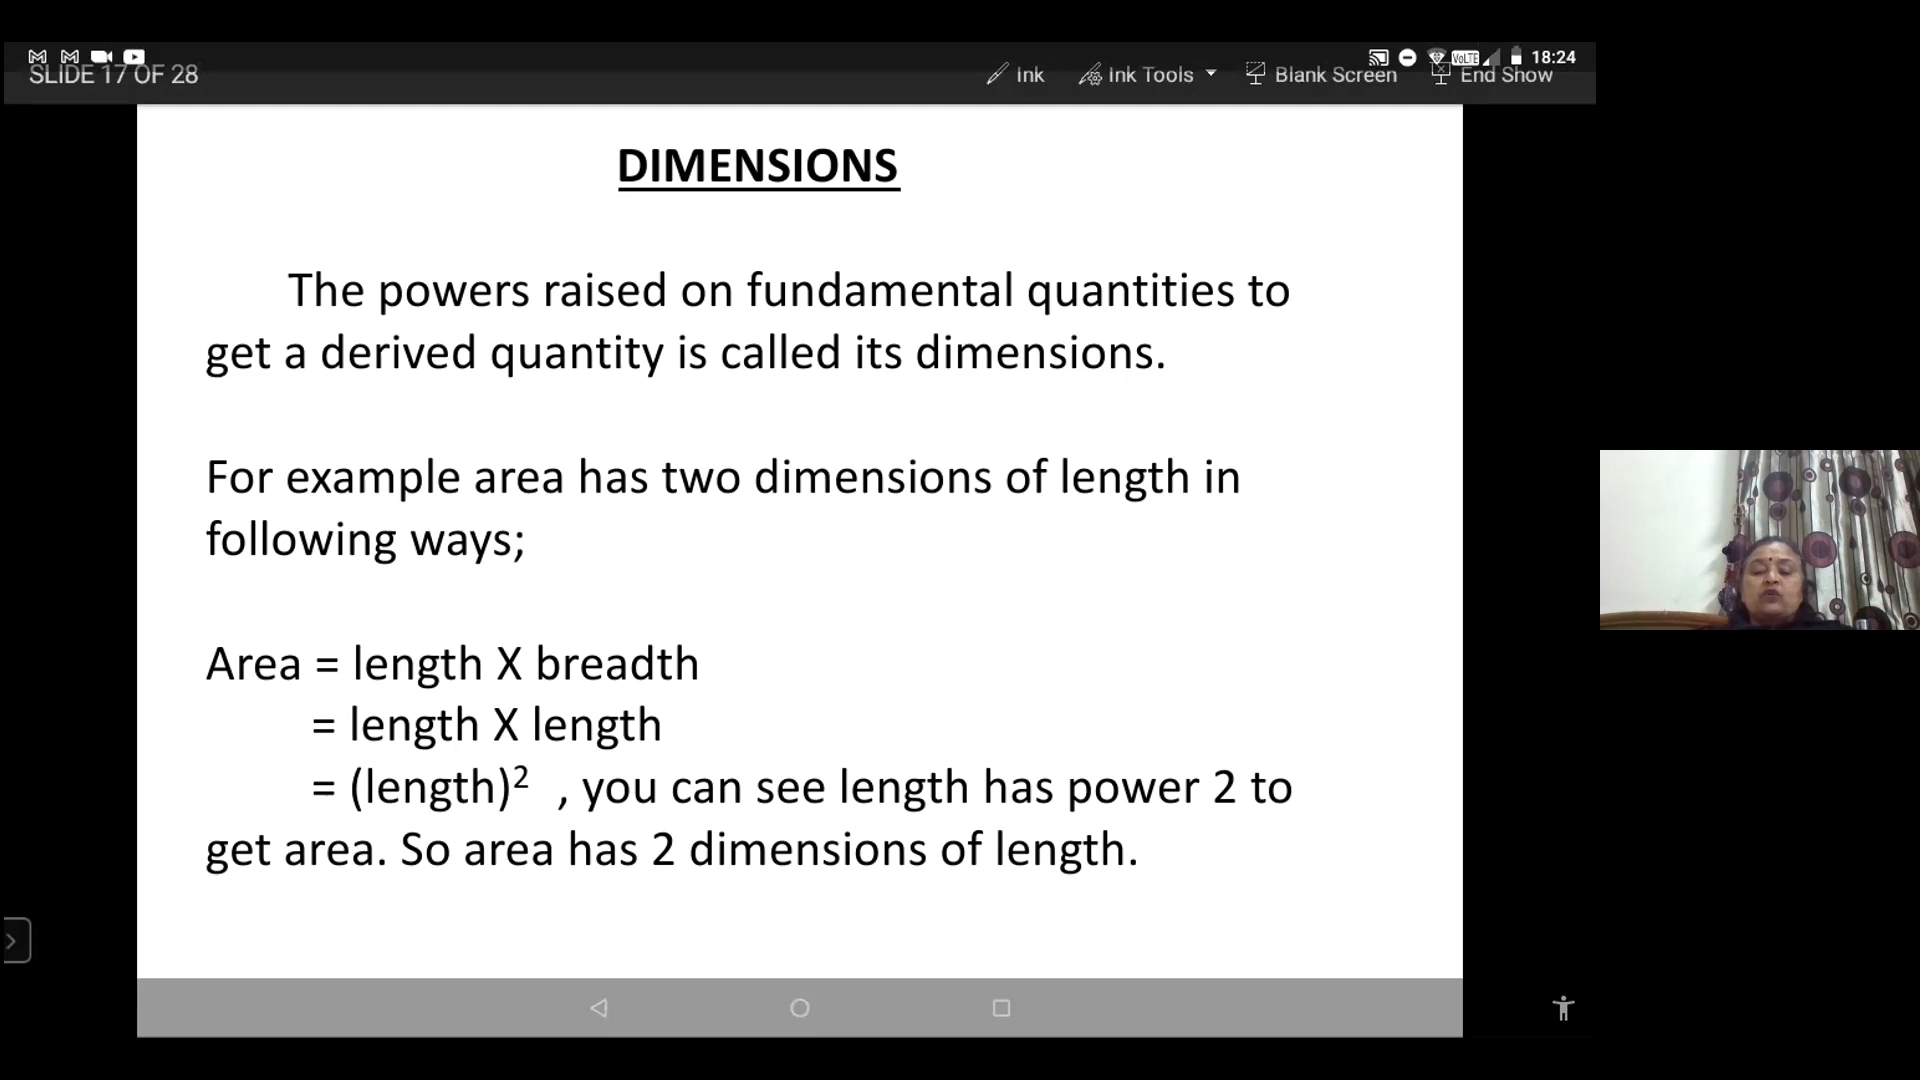 18:24
SLIDE 17 OF 28
Ink
Ink Tools
Blank Screen
End Show
VoLTE
DIMENSIONS
The powers raised on fundamental quantities to
get a derived quantity is called its dimensions.
For example area has two dimensions of length in
following ways;
Area = length X breadth
= length X length
= (length)² , you can see length has power 2 to
get area. So area has 2 dimensions of length.